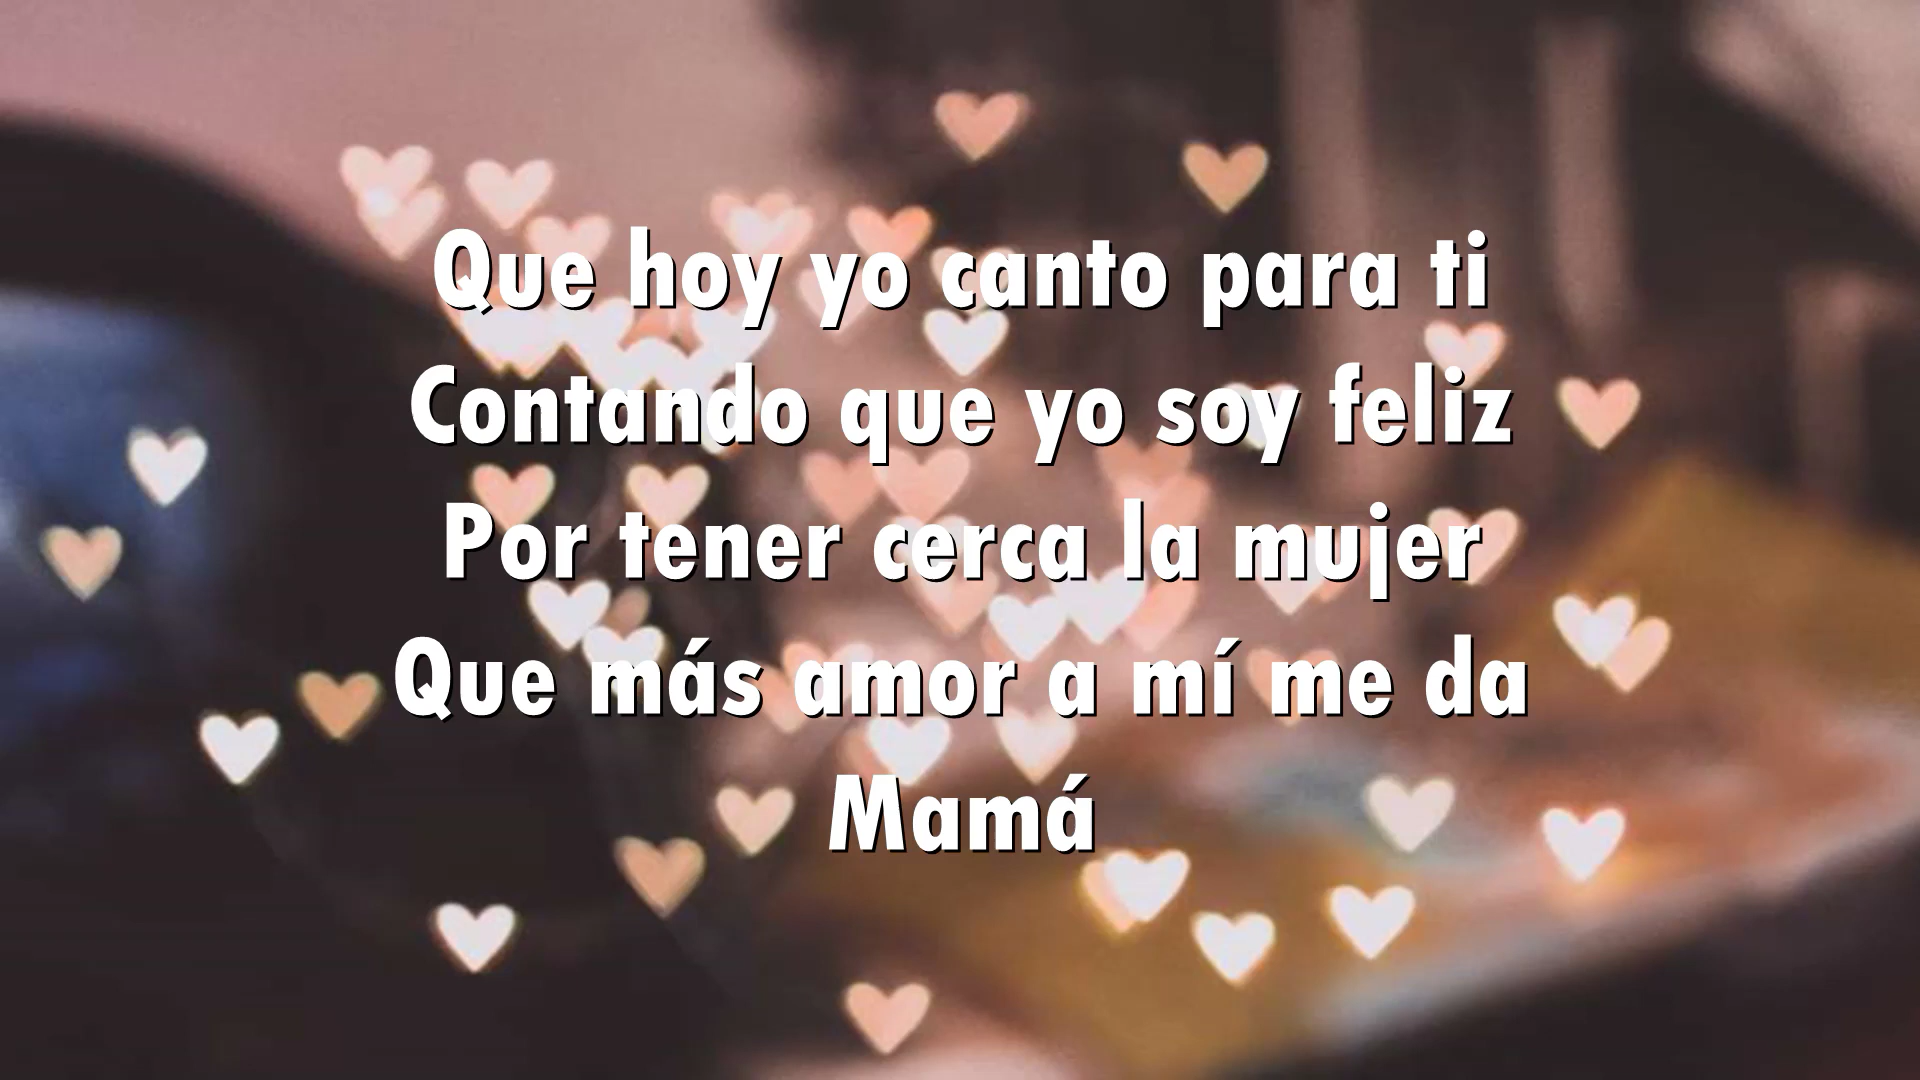 Que hoy yo canto para ti
Contando que yo soy feliz
Por tener cerca la mujer
Que más amor a mí me da
Mamá